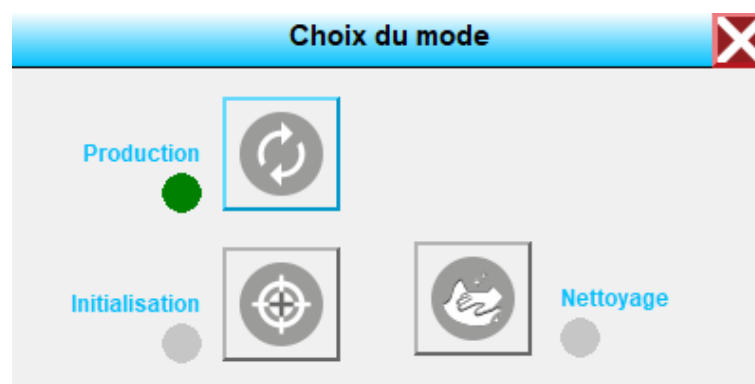 Choix du mode
Production
Initialisation
Nettoyage